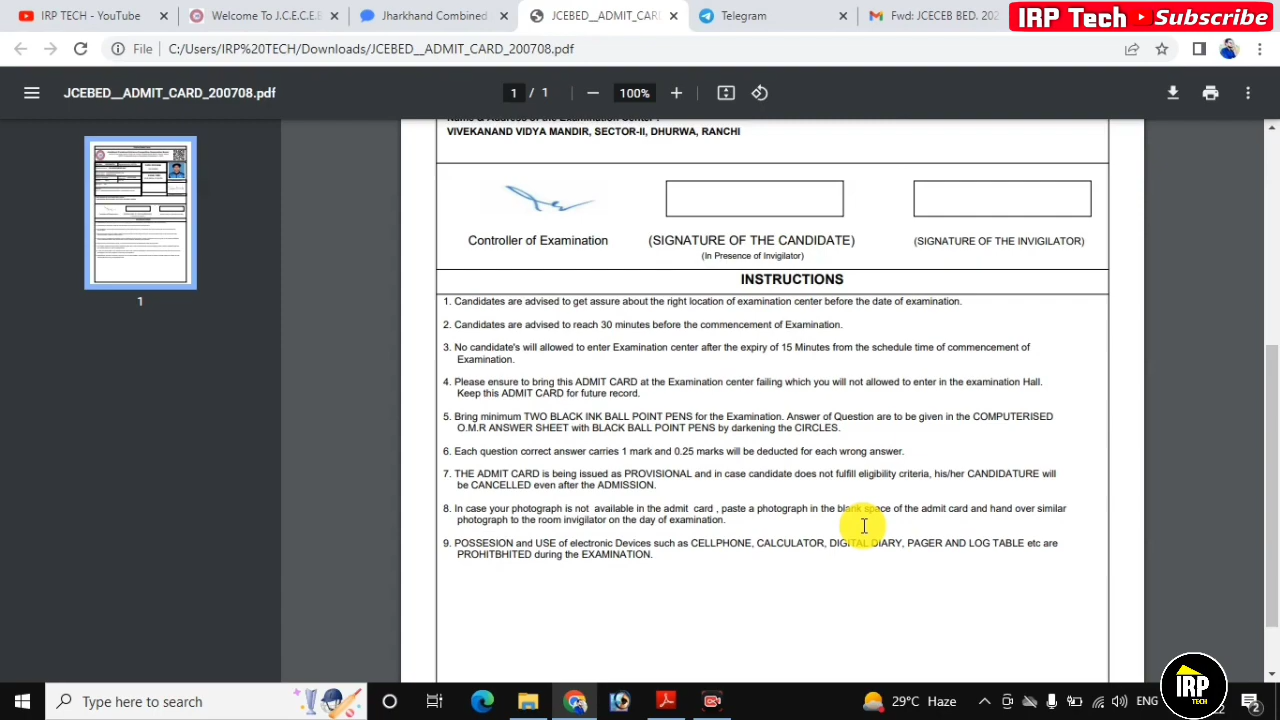 IRP TECH - YouTube
Welcome To J.C.E.C.E.B
Jharkhand Combined
JCEBED__ADMIT_CAR
Telegram
Fwd: JCECEB BED. 202
IRP Tech Subscribe
File C:/Users/IRP%20TECH/Downloads/JCEBED__ADMIT_CARD_200708.pdf
JCEBED__ADMIT_CARD_200708.pdf
1 / 1
100%
Name & Address of the Examination Center :
VIVEKANAND VIDYA MANDIR, SECTOR-II, DHURWA, RANCHI
Controller of Examination
(SIGNATURE OF THE CANDIDATE)
(In Presence of Invigilator)
(SIGNATURE OF THE INVIGILATOR)
1
INSTRUCTIONS
1. Candidates are advised to get assure about the right location of examination center before the date of examination.
2. Candidates are advised to reach 30 minutes before the commencement of Examination.
3. No candidate's will allowed to enter Examination center after the expiry of 15 Minutes from the schedule time of commencement of
Examination.
4. Please ensure to bring this ADMIT CARD at the Examination center failing which you will not allowed to enter in the examination Hall.
Keep this ADMIT CARD for future record.
5. Bring minimum TWO BLACK INK BALL POINT PENS for the Examination. Answer of Question are to be given in the COMPUTERISED
O.M.R ANSWER SHEET with BLACK BALL POINT PENS by darkening the CIRCLES.
6. Each question correct answer carries 1 mark and 0.25 marks will be deducted for each wrong answer.
7. THE ADMIT CARD is being issued as PROVISIONAL and in case candidate does not fulfill eligibility criteria, his/her CANDIDATURE will
be CANCELLED even after the ADMISSION.
8. In case your photograph is not available in the admit card , paste a photograph in the blank space of the admit card and hand over similar
photograph to the room invigilator on the day of examination.
9. POSSESION and USE of electronic Devices such as CELLPHONE, CALCULATOR, DIGITAL DIARY, PAGER AND LOG TABLE etc are
PROHITBHITED during the EXAMINATION.
Type here to search
29°C Haze
ENG
2
IRP
TECH